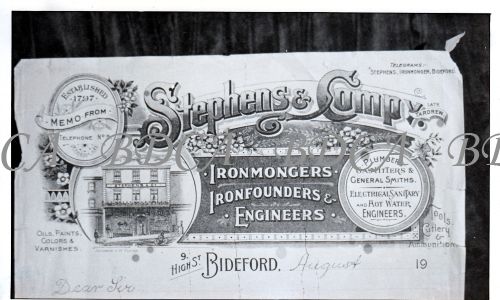 TELEGRAMS:-
"STEPHENS, IRONMONGER, BIDEFORD.
ESTABLISHED
1797.
MEMO FROM
TELEPHONE No
Stephens & Compy.
LATE
ARDREW
IRONMONGERS
IRONFOUNDERS &
ENGINEERS
PLUMBERS
GASFITTERS &
GENERAL SMITHS.
ELECTRICAL SANITARY
AND HOT WATER
ENGINEERS.
OILS, PAINTS,
COLORS &
VARNISHES.
Cutlery
&
Ammunition
9. HIGH ST BIDEFORD. August 19
Dear Sir